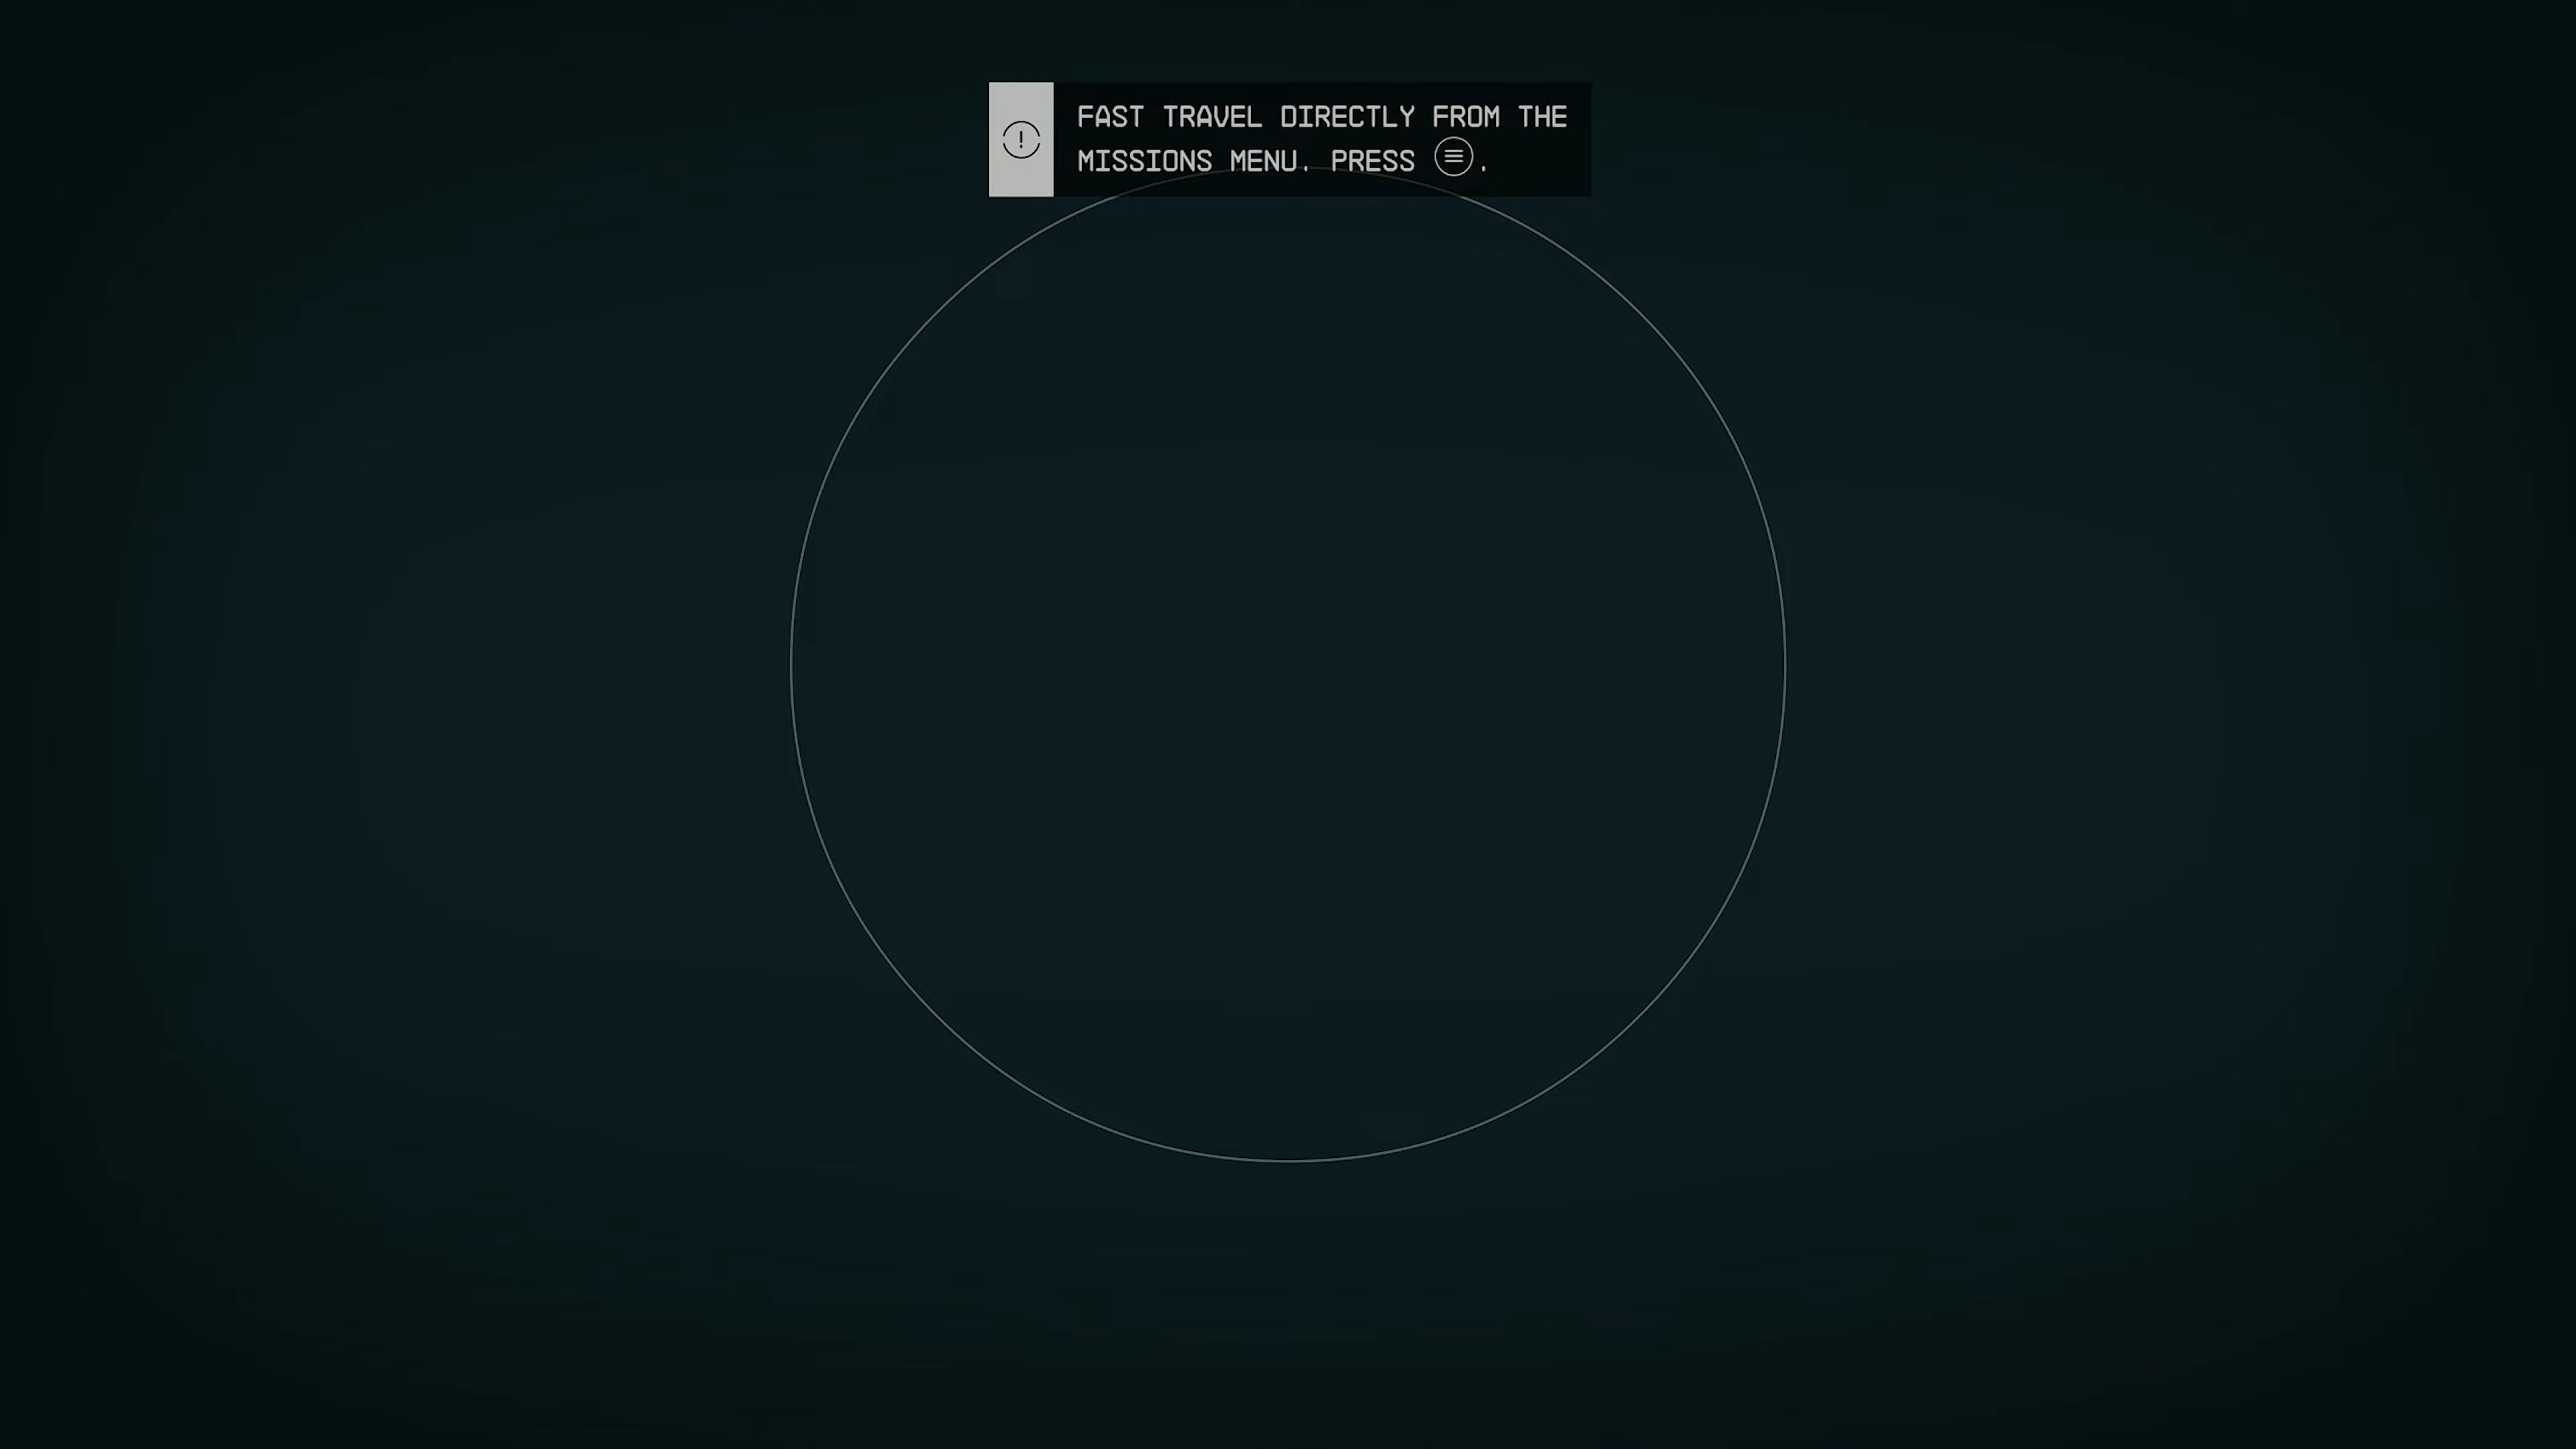 FAST TRAVEL DIRECTLY FROM THE
MISSIONS MENU. PRESS .